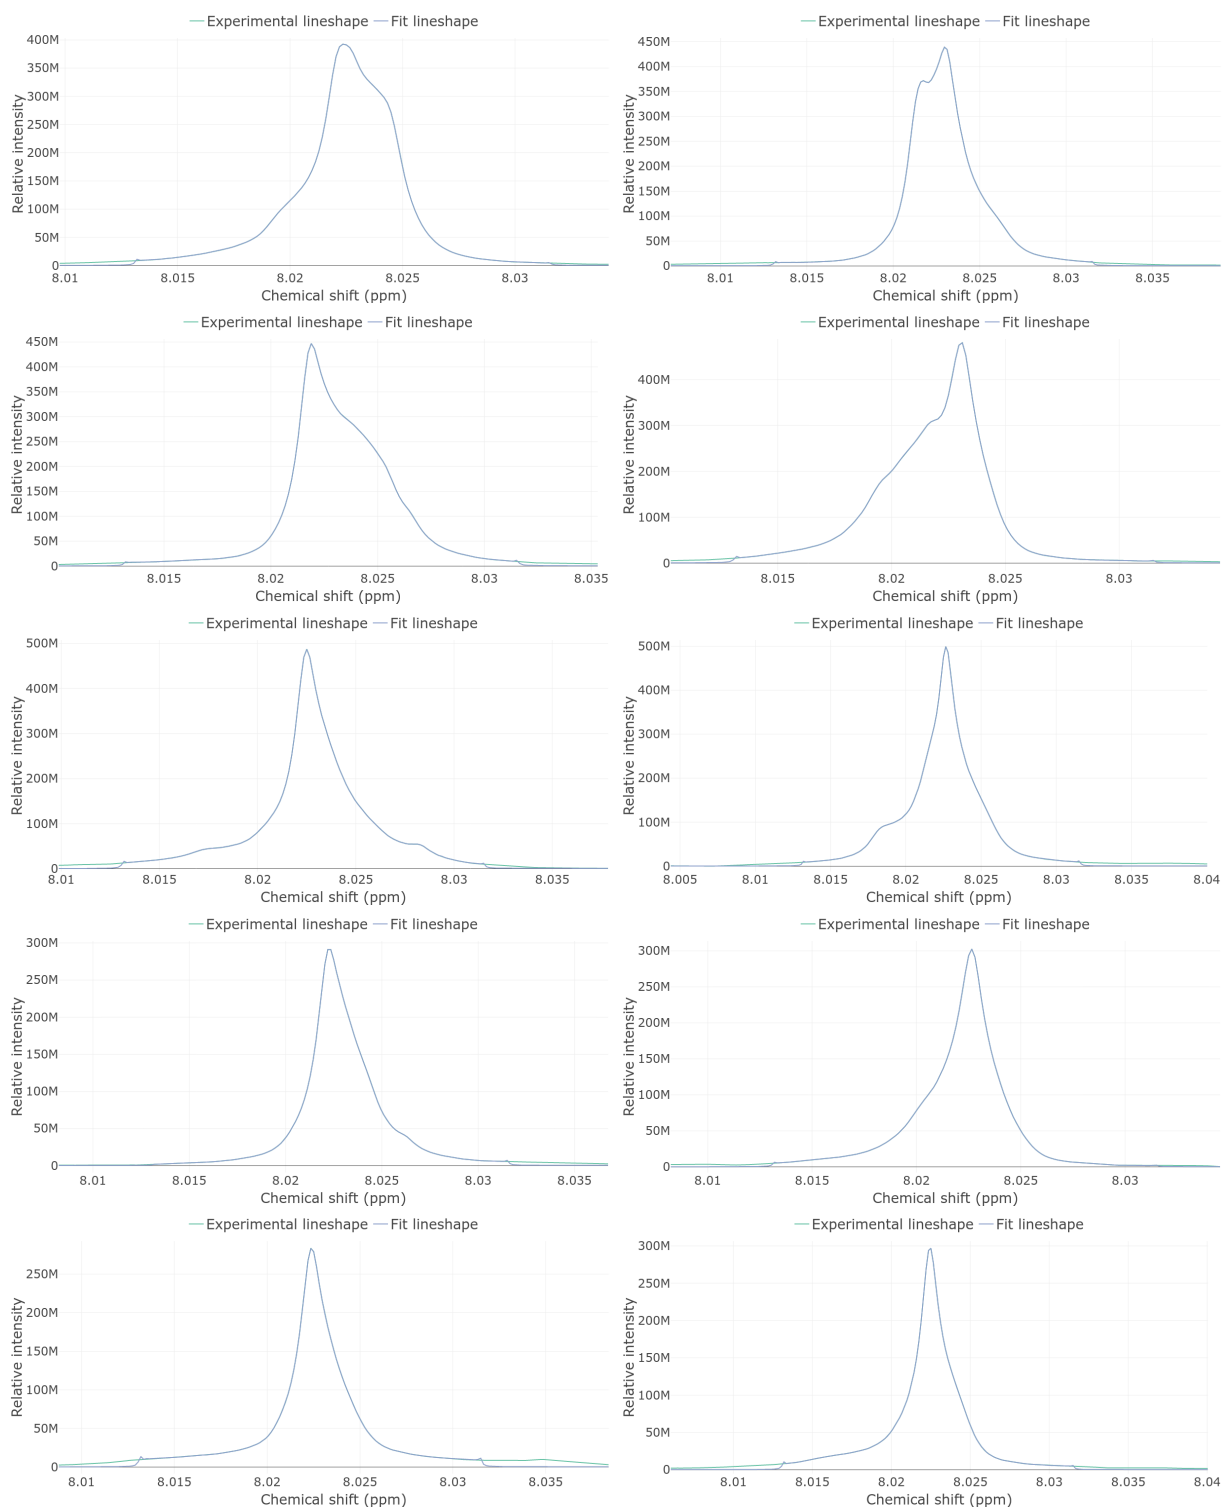 Experimental lineshape Fit lineshape
Relative intensity
400M
350M
300M
250M
200M
150M
100M
50M
0
8.01 8.015 8.02 8.025 8.03
Chemical shift (ppm)
Experimental lineshape Fit lineshape
Relative intensity
450M
400M
350M
300M
250M
200M
150M
100M
50M
0
8.01 8.015 8.02 8.025 8.03 8.035
Chemical shift (ppm)
Experimental lineshape Fit lineshape
Relative intensity
450M
400M
350M
300M
250M
200M
150M
100M
50M
0
8.015 8.02 8.025 8.03 8.035
Chemical shift (ppm)
Experimental lineshape Fit lineshape
Relative intensity
400M
300M
200M
100M
0
8.015 8.02 8.025 8.03
Chemical shift (ppm)
Experimental lineshape Fit lineshape
Relative intensity
500M
400M
300M
200M
100M
0
8.01 8.015 8.02 8.025 8.03 8.035
Chemical shift (ppm)
Experimental lineshape Fit lineshape
Relative intensity
500M
400M
300M
200M
100M
0
8.005 8.01 8.015 8.02 8.025 8.03 8.035 8.04
Chemical shift (ppm)
Experimental lineshape Fit lineshape
Relative intensity
300M
250M
200M
150M
100M
50M
0
8.01 8.015 8.02 8.025 8.03 8.035
Chemical shift (ppm)
Experimental lineshape Fit lineshape
Relative intensity
300M
250M
200M
150M
100M
50M
0
8.01 8.015 8.02 8.025 8.03
Chemical shift (ppm)
Experimental lineshape Fit lineshape
Relative intensity
250M
200M
150M
100M
50M
0
8.01 8.015 8.02 8.025 8.03 8.035
Chemical shift (ppm)
Experimental lineshape Fit lineshape
Relative intensity
300M
250M
200M
150M
100M
50M
0
8.01 8.015 8.02 8.025 8.03 8.035 8.04
Chemical shift (ppm)